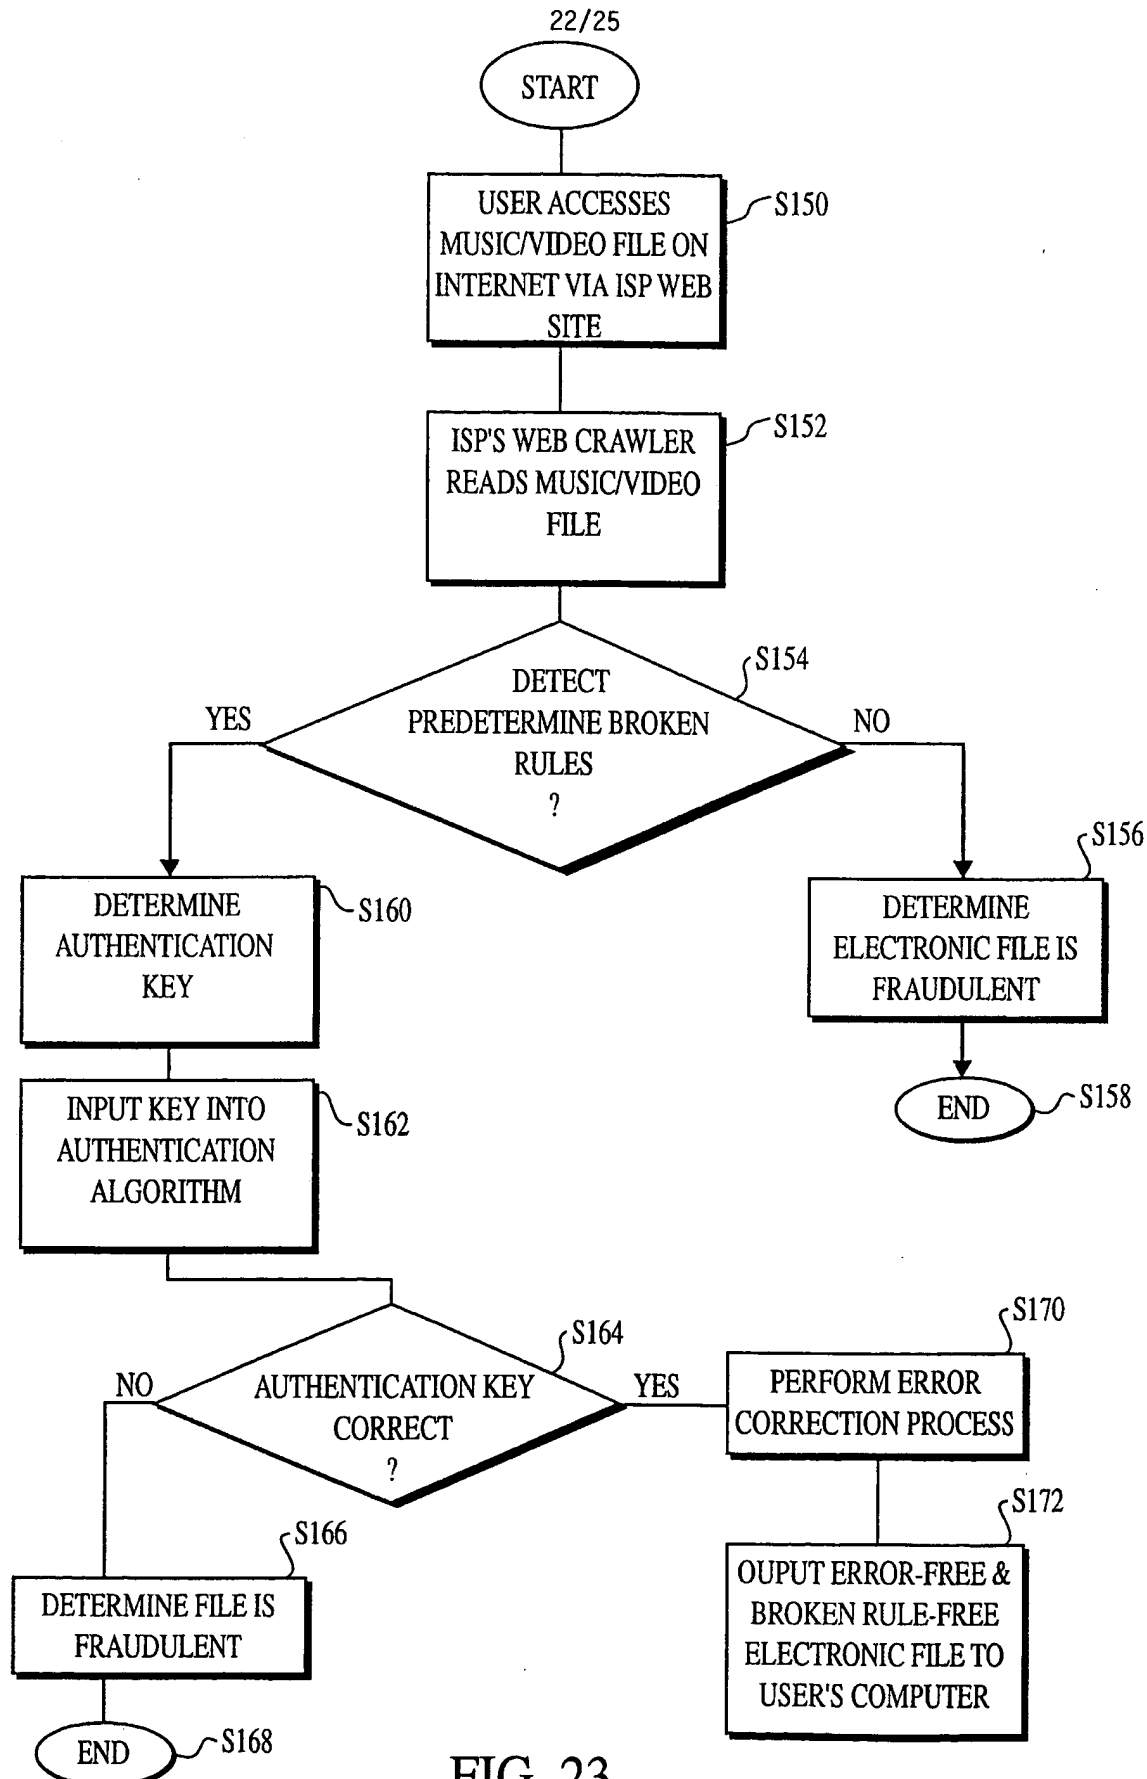 22/25
START
USER ACCESSES
MUSIC/VIDEO FILE ON
INTERNET VIA ISP WEB
SITE
S150
ISP'S WEB CRAWLER
READS MUSIC/VIDEO
FILE
S152
DETECT
PREDETERMINE BROKEN
RULES
?
S154
YES
NO
DETERMINE
AUTHENTICATION
KEY
S160
DETERMINE
ELECTRONIC FILE IS
FRAUDULENT
S156
INPUT KEY INTO
AUTHENTICATION
ALGORITHM
S162
END
S158
AUTHENTICATION KEY
CORRECT
?
S164
NO
YES
PERFORM ERROR
CORRECTION PROCESS
S170
DETERMINE FILE IS
FRAUDULENT
S166
OUPUT ERROR-FREE &
BROKEN RULE-FREE
ELECTRONIC FILE TO
USER'S COMPUTER
S172
END
S168
FIG. 23